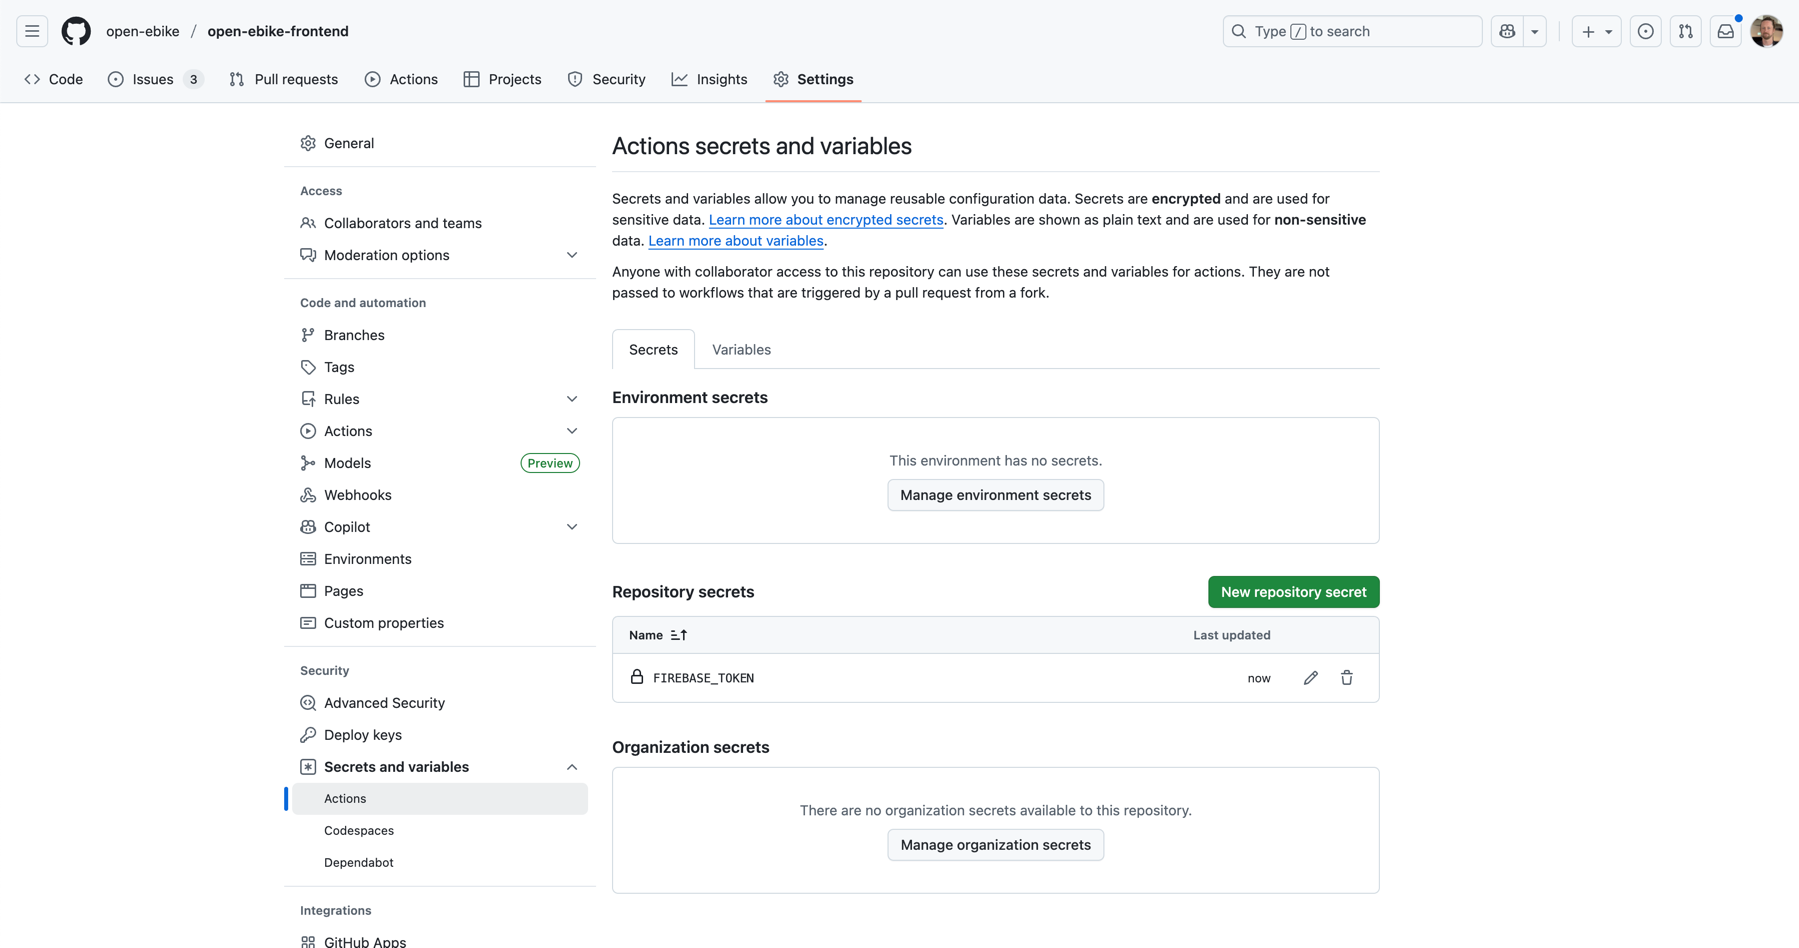 open-ebike / open-ebike-frontend
Type / to search
Code
Issues 3
Pull requests
Actions
Projects
Security
Insights
Settings
General
Access
Collaborators and teams
Moderation options
Code and automation
Branches
Tags
Rules
Actions
Models Preview
Webhooks
Copilot
Environments
Pages
Custom properties
Security
Advanced Security
Deploy keys
Secrets and variables
Actions
Codespaces
Dependabot
Integrations
GitHub Apps
Actions secrets and variables
Secrets and variables allow you to manage reusable configuration data. Secrets are encrypted and are used for
sensitive data. Learn more about encrypted secrets. Variables are shown as plain text and are used for non-sensitive
data. Learn more about variables.
Anyone with collaborator access to this repository can use these secrets and variables for actions. They are not
passed to workflows that are triggered by a pull request from a fork.
Secrets
Variables
Environment secrets
This environment has no secrets.
Manage environment secrets
Repository secrets
New repository secret
Name
Last updated
FIREBASE_TOKEN
now
Organization secrets
There are no organization secrets available to this repository.
Manage organization secrets